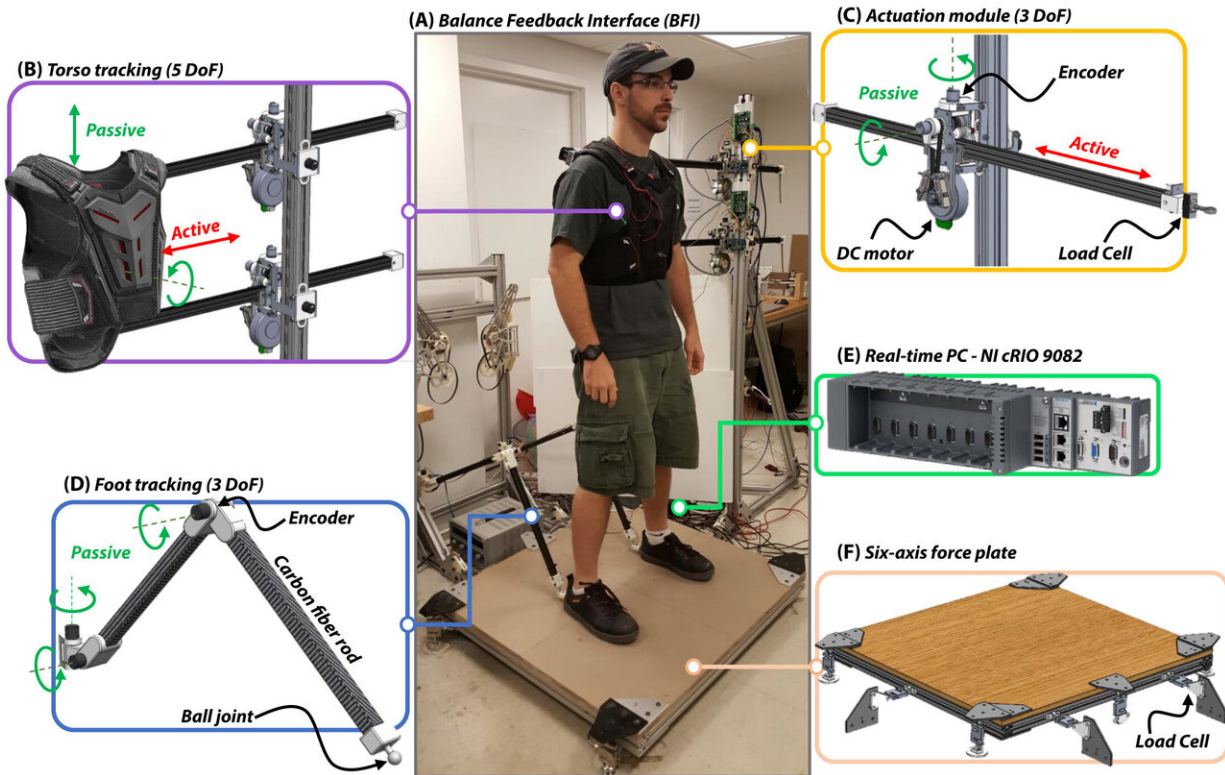 (A) Balance Feedback Interface (BFI)
(B) Torso tracking (5 DoF)
Passive
Active
(C) Actuation module (3 DoF)
Encoder
Passive
Active
DC motor
Load Cell
(E) Real-time PC - NI cRIO 9082
(D) Foot tracking (3 DoF)
Encoder
Passive
Carbon fiber rod
Ball joint
(F) Six-axis force plate
Load Cell